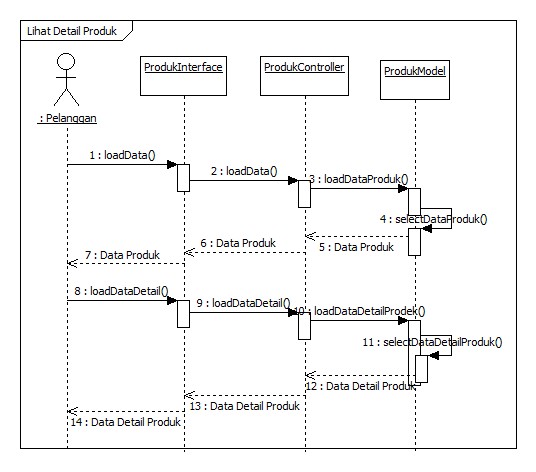 Lihat Detail Produk
ProdukInterface
ProdukController
ProdukModel
: Pelanggan
1 : loadData()
2 : loadData()
3 : loadDataProduk()
4 : selectDataProduk()
5 : Data Produk
6 : Data Produk
7 : Data Produk
8 : loadDataDetail()
9 : loadDataDetail()
10 : loadDataDetailProdek()
11 : selectDataDetailProduk()
12 : Data Detail Produk
13 : Data Detail Produk
14 : Data Detail Produk